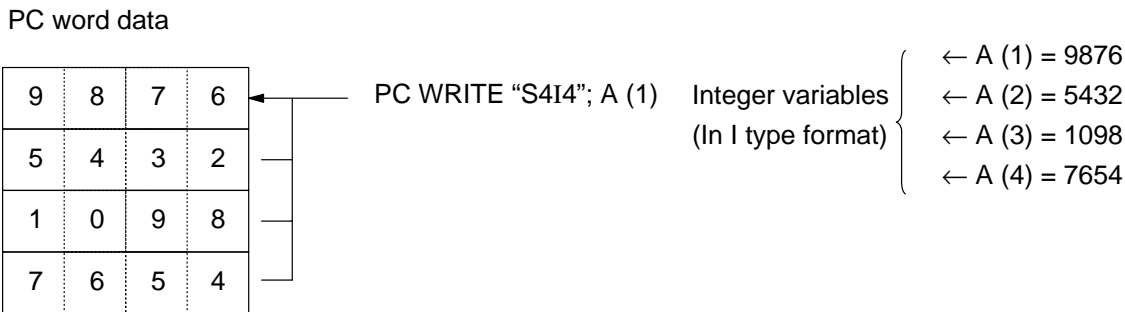 PC word data
9 8 7 6
5 4 3 2
1 0 9 8
7 6 5 4
PC WRITE “S4I4”; A (1)
Integer variables
(In I type format)
← A (1) = 9876
← A (2) = 5432
← A (3) = 1098
← A (4) = 7654